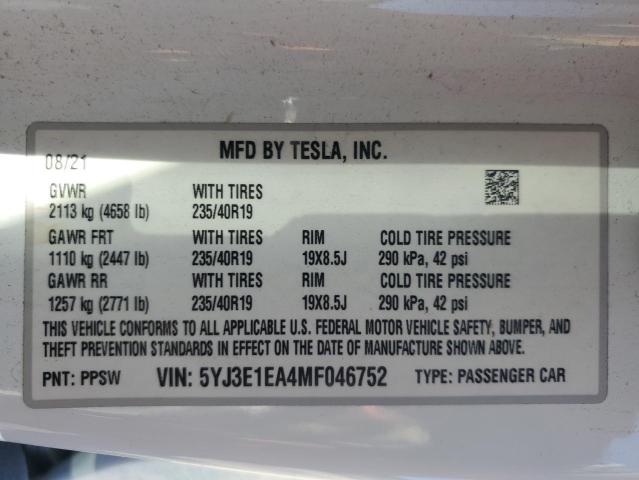 MFD BY TESLA, INC.
08/21
GVWR WITH TIRES
2113 kg (4658 lb) 235/40R19
GAWR FRT WITH TIRES RIM COLD TIRE PRESSURE
1110 kg (2447 lb) 235/40R19 19X8.5J 290 kPa, 42 psi
GAWR RR WITH TIRES RIM COLD TIRE PRESSURE
1257 kg (2771 lb) 235/40R19 19X8.5J 290 kPa, 42 psi
THIS VEHICLE CONFORMS TO ALL APPLICABLE U.S. FEDERAL MOTOR VEHICLE SAFETY, BUMPER, AND
THEFT PREVENTION STANDARDS IN EFFECT ON THE DATE OF MANUFACTURE SHOWN ABOVE.
PNT: PPSW VIN: 5YJ3E1EA4MF046752 TYPE: PASSENGER CAR